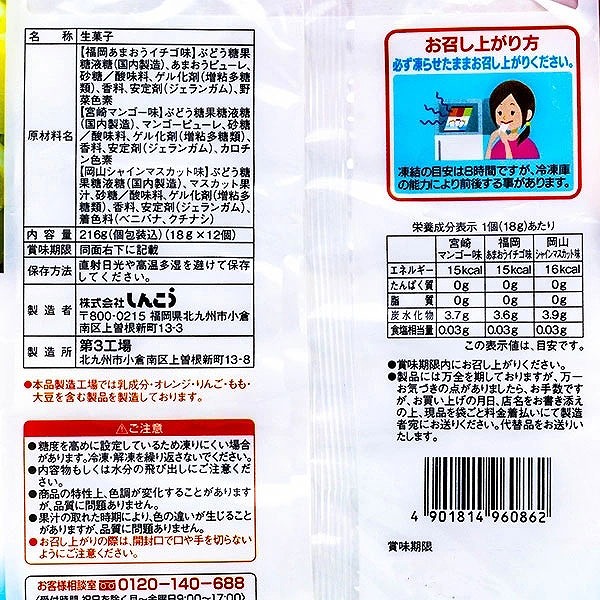 名称 生菓子
原材料名
【福岡あまおうイチゴ味】ぶどう糖果
糖液糖(国内製造)、あまおうピューレ、
砂糖／酸味料、ゲル化剤(増粘多糖
類)、香料、安定剤(ジェランガム)、野
菜色素
【宮崎マンゴー味】ぶどう糖果糖液糖
(国内製造)、マンゴーピューレ、砂糖
／酸味料、ゲル化剤(増粘多糖類)、
香料、安定剤(ジェランガム)、カロチ
ン色素
【岡山シャインマスカット味】ぶどう糖
果糖液糖(国内製造)、マスカット果
汁、砂糖／酸味料、ゲル化剤(増粘多
糖類)、香料、安定剤(ジェランガム)、
着色料(ベニバナ、クチナシ)
内容量 216g(個包装込)(18g×12個)
賞味期限 同面右下に記載
保存方法 直射日光や高温多湿を避けて保存
してください。
製造者 株式会社しんこう
〒800-0215 福岡県北九州市小倉
南区上曽根新町13-3
製造所 第3工場
北九州市小倉南区上曽根新町13-8
●本品製造工場では乳成分・オレンジ・りんご・もも・
大豆を含む製品を製造しております。
⚠ご注意
●糖度を高めに設定しているため凍りにくい場合
があります。冷凍・解凍を繰り返さないでください。
●内容物もしくは水分の飛び出しにご注意くださ
い。
●商品の特性上、色調が変化することがあります
が、品質に問題ありません。
●果汁の取れた時期により、色の違いが生じること
がありますが、品質に問題ありません。
●お召し上がりの際は、開封口で口や手を切らない
ようにご注意ください。
お客様相談室 0120-140-688
(受付時間 祝日を除く月〜金曜日9:00〜17:00)
お召し上がり方
必ず凍らせたままお召し上がりください。
凍結の目安は8時間ですが、冷凍庫
の能力により前後する事があります。
栄養成分表示 1個(18g)あたり
宮崎 福岡 岡山
マンゴー味 あまおうイチゴ味 シャインマスカット味
エネルギー 15kcal 15kcal 16kcal
たんぱく質 0g 0g 0g
脂質 0g 0g 0g
炭水化物 3.7g 3.6g 3.9g
食塩相当量 0.03g 0.03g 0.03g
この表示値は、目安です。
●賞味期限内にお召し上がりください。
●製品には万全を期しておりますが、万一
お気づきの点がありましたら、お手数です
が、お買い上げの月日、店名をお書き添え
の上、現品を袋ごと料金着払いにて製造
者宛にお送りください。代替品をお送りい
たします。
4 901814 960862
賞味期限